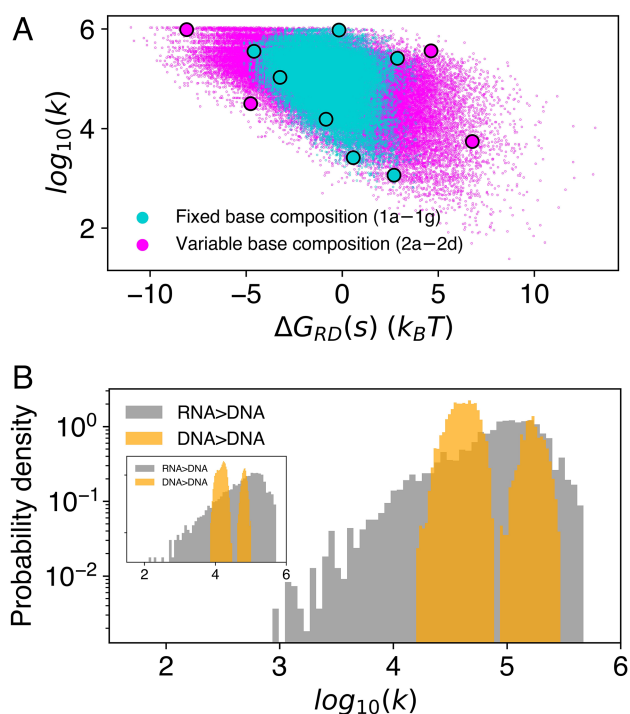 A
log10(k)
6
4
2
Fixed base composition (1a−1g)
Variable base composition (2a−2d)
−10 −5 0 5 10
ΔG_RD(s) (k_BT)
B
Probability density
10^0
10^−1
10^−2
RNA>DNA
DNA>DNA
RNA>DNA
DNA>DNA
2 4 6
2 3 4 5 6
log10(k)